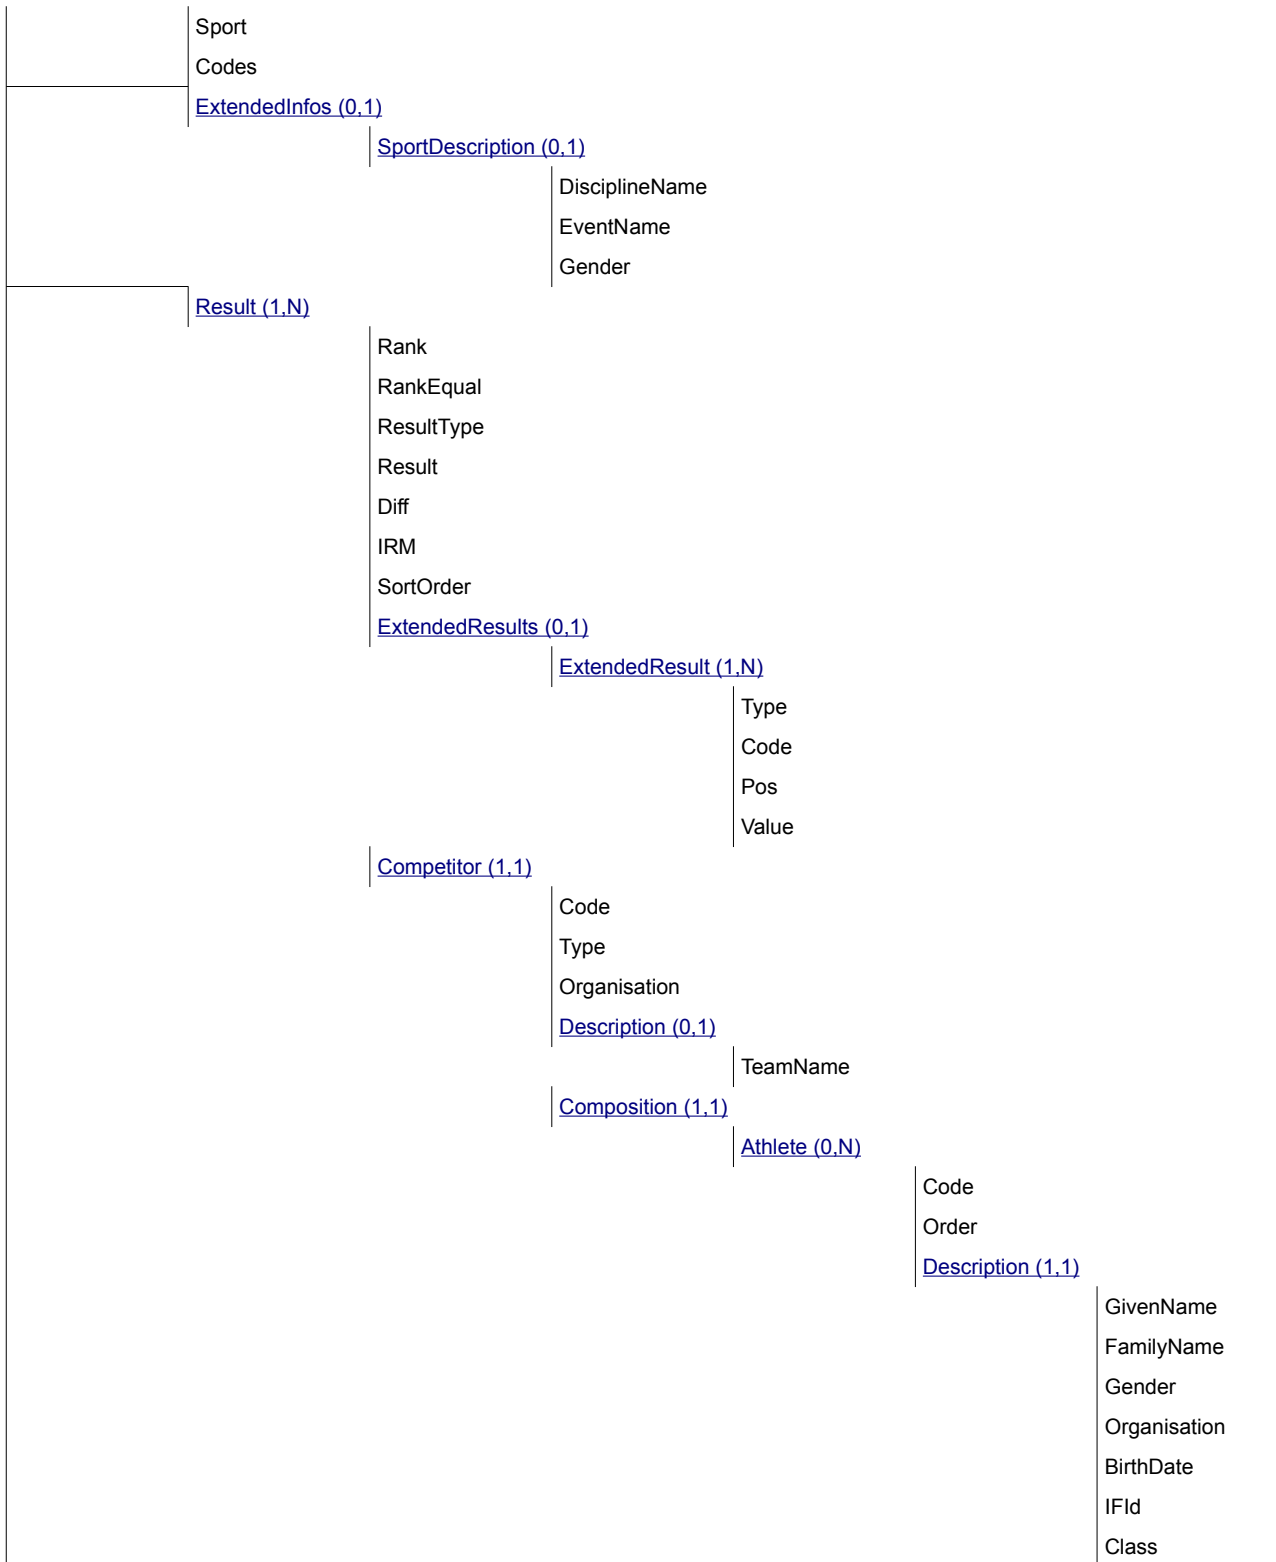 Sport
Codes
ExtendedInfos (0,1)
SportDescription (0,1)
DisciplineName
EventName
Gender
Result (1,N)
Rank
RankEqual
ResultType
Result
Diff
IRM
SortOrder
ExtendedResults (0,1)
ExtendedResult (1,N)
Type
Code
Pos
Value
Competitor (1,1)
Code
Type
Organisation
Description (0,1)
TeamName
Composition (1,1)
Athlete (0,N)
Code
Order
Description (1,1)
GivenName
FamilyName
Gender
Organisation
BirthDate
IFId
Class